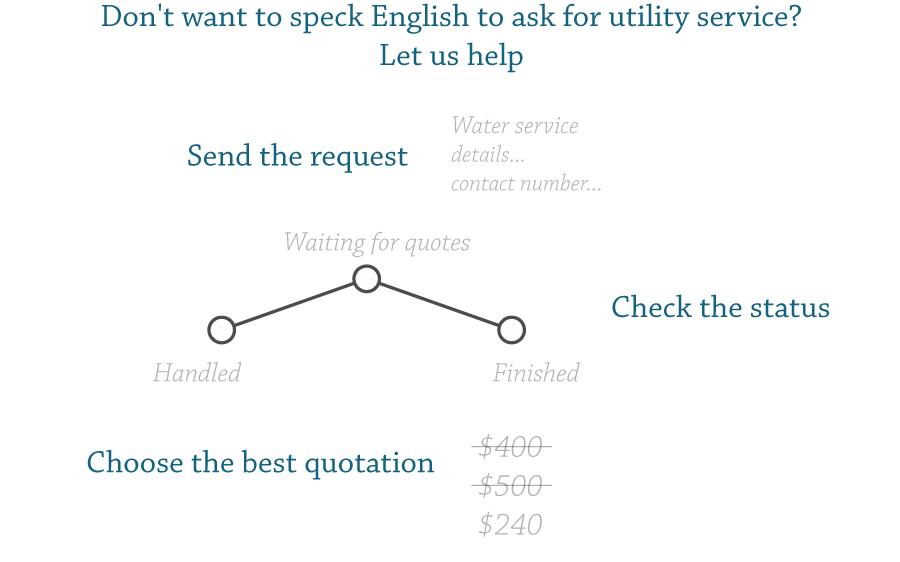 Don't want to speck English to ask for utility service?
Let us help
Send the request
Water service
details...
contact number...
Waiting for quotes
Check the status
Handled
Finished
Choose the best quotation
$400
$500
$240